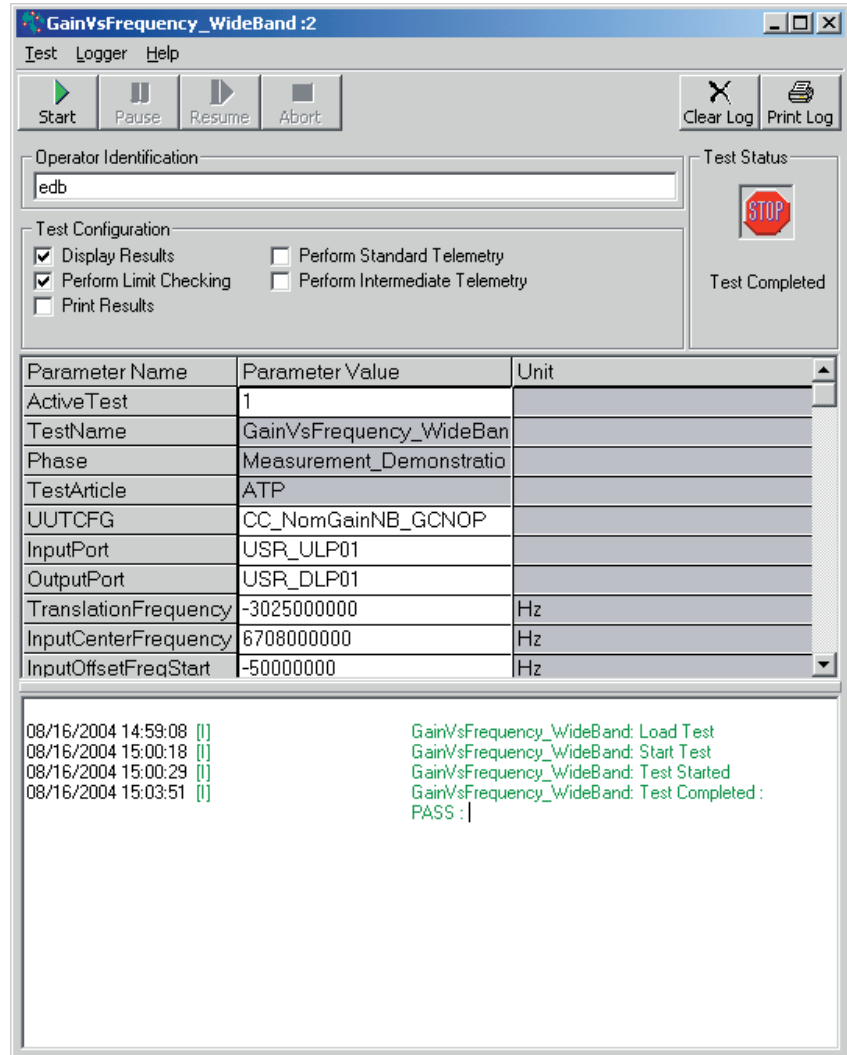 GainVsFrequency_WideBand :2
Test Logger Help
Start Pause Resume Abort Clear Log Print Log
Operator Identification
edb
Test Status
STOP
Test Completed
Test Configuration
Display Results
Perform Standard Telemetry
Perform Limit Checking
Perform Intermediate Telemetry
Print Results
Parameter Name Parameter Value Unit
ActiveTest 1
TestName GainVsFrequency_WideBan
Phase Measurement_Demonstratio
TestArticle ATP
UUTCFG CC_NomGainNB_GCNOP
InputPort USR_ULP01
OutputPort USR_DLP01
TranslationFrequency -3025000000 Hz
InputCenterFrequency 6708000000 Hz
InputOffsetFreqStart -50000000 Hz
08/16/2004 14:59:08 [I] GainVsFrequency_WideBand: Load Test
08/16/2004 15:00:18 [I] GainVsFrequency_WideBand: Start Test
08/16/2004 15:00:29 [I] GainVsFrequency_WideBand: Test Started
08/16/2004 15:03:51 [I] GainVsFrequency_WideBand: Test Completed :
PASS :